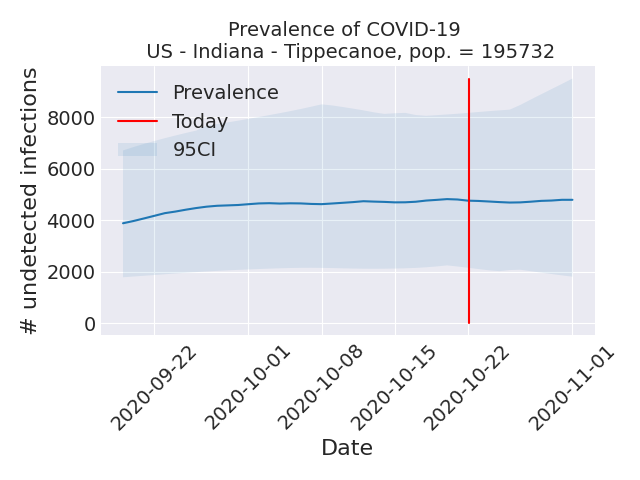 Prevalence of COVID-19
US - Indiana - Tippecanoe, pop. = 195732
# undetected infections
8000
6000
4000
2000
0
Prevalence
Today
95CI
2020-09-22
2020-10-01
2020-10-08
2020-10-15
2020-10-22
2020-11-01
Date